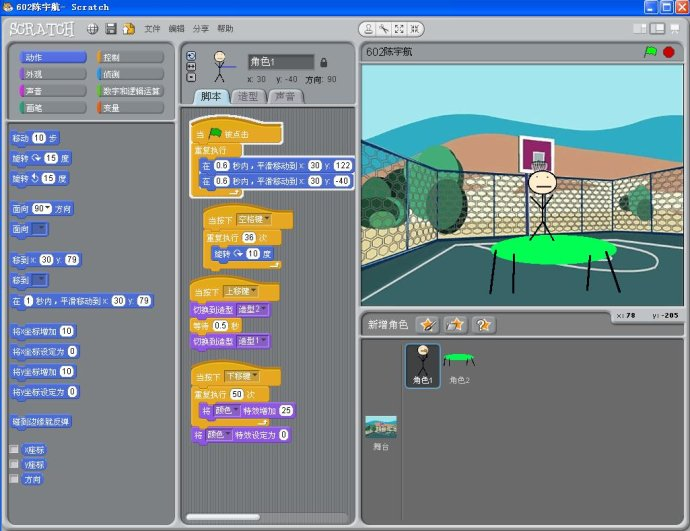 602陈宇航- Scratch
SCRATCH 文件 编辑 分享 帮助
动作 控制
外观 侦测
声音 数字和逻辑运算
画笔 变量
移动 10 步
旋转 15 度
旋转 15 度
面向 90 方向
面向
移到 x: 30 y: 79
移到
在 1 秒内，平滑移动到 x: 30 y: 79
将x坐标增加 10
将x坐标设定为 0
将y坐标增加 10
将y坐标设定为 0
碰到边缘就反弹
x座标
y座标
方向
角色1
x: 30 y: -40 方向: 90
脚本 造型 声音
当 被点击
重复执行
在 0.6 秒内，平滑移动到 x: 30 y: 122
在 0.6 秒内，平滑移动到 x: 30 y: -40
当按下 空格键
重复执行 36 次
旋转 10 度
当按下 上移键
切换到造型 造型2
等待 0.5 秒
切换到造型 造型1
当按下 下移键
重复执行 50 次
将 颜色 特效增加 25
将 颜色 特效设定为 0
602陈宇航
x: 78 y: -205
新增角色
角色1 角色2
舞台